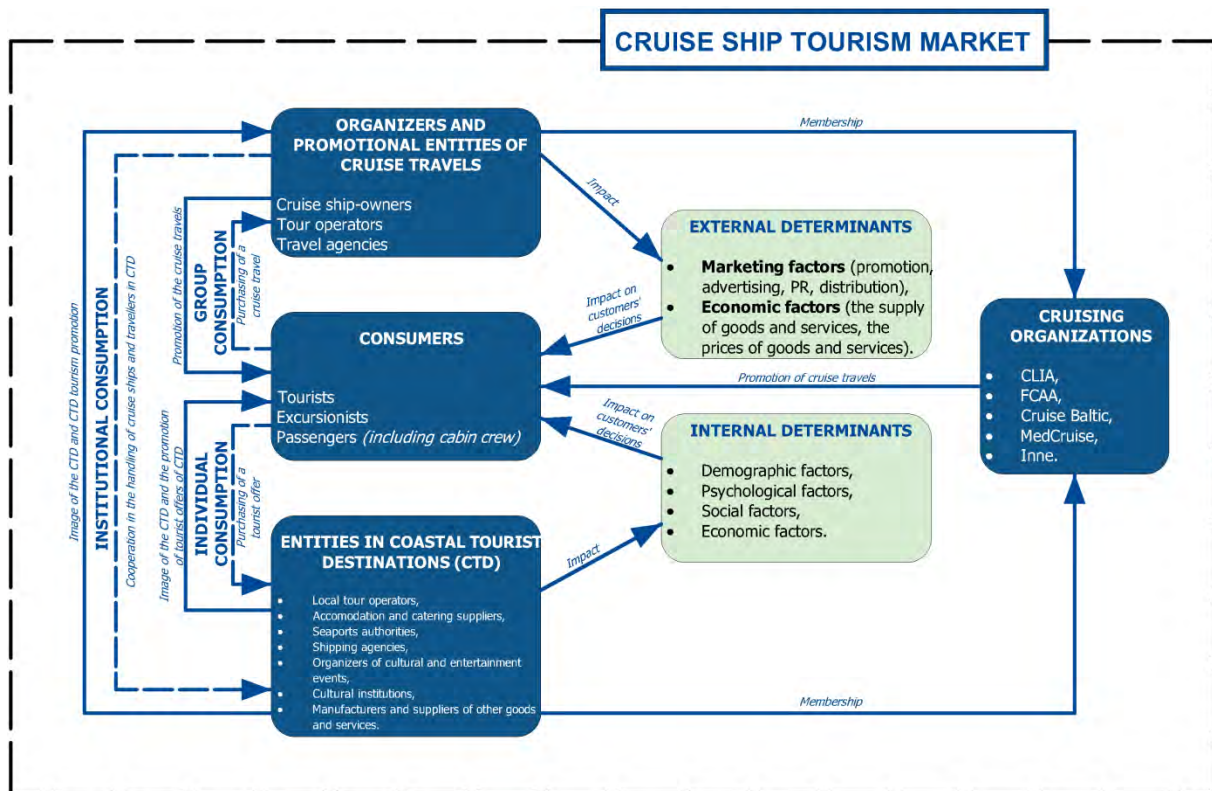 CRUISE SHIP TOURISM MARKET
ORGANIZERS AND
PROMOTIONAL ENTITIES OF
CRUISE TRAVELS
Cruise ship-owners
Tour operators
Travel agencies
Membership
Impact
EXTERNAL DETERMINANTS
• Marketing factors (promotion,
advertising, PR, distribution),
• Economic factors (the supply
of goods and services, the
prices of goods and services).
Impact on
customers'
decisions
CONSUMERS
Tourists
Excursionists
Passengers (including cabin crew)
Promotion of cruise travels
CRUISING
ORGANIZATIONS
• CLIA,
• FCAA,
• Cruise Baltic,
• MedCruise,
• Inne.
Impact on
customers'
decisions
INTERNAL DETERMINANTS
• Demographic factors,
• Psychological factors,
• Social factors,
• Economic factors.
Impact
ENTITIES IN COASTAL TOURIST
DESTINATIONS (CTD)
• Local tour operators,
• Accomodation and catering suppliers,
• Seaports authorities,
• Shipping agencies,
• Organizers of cultural and entertainment
events,
• Cultural institutions,
• Manufacturers and suppliers of other goods
and services.
Membership
Image of the CTD and CTD tourism promotion
INSTITUTIONAL CONSUMPTION
Cooperation in the handling of cruise ships and travellers in CTD
Promotion of the cruise travels
GROUP
CONSUMPTION
Purchasing of a
cruise travel
Image of the CTD and the promotion
of tourist offers of CTD
INDIVIDUAL
CONSUMPTION
Purchasing of a
tourist offer